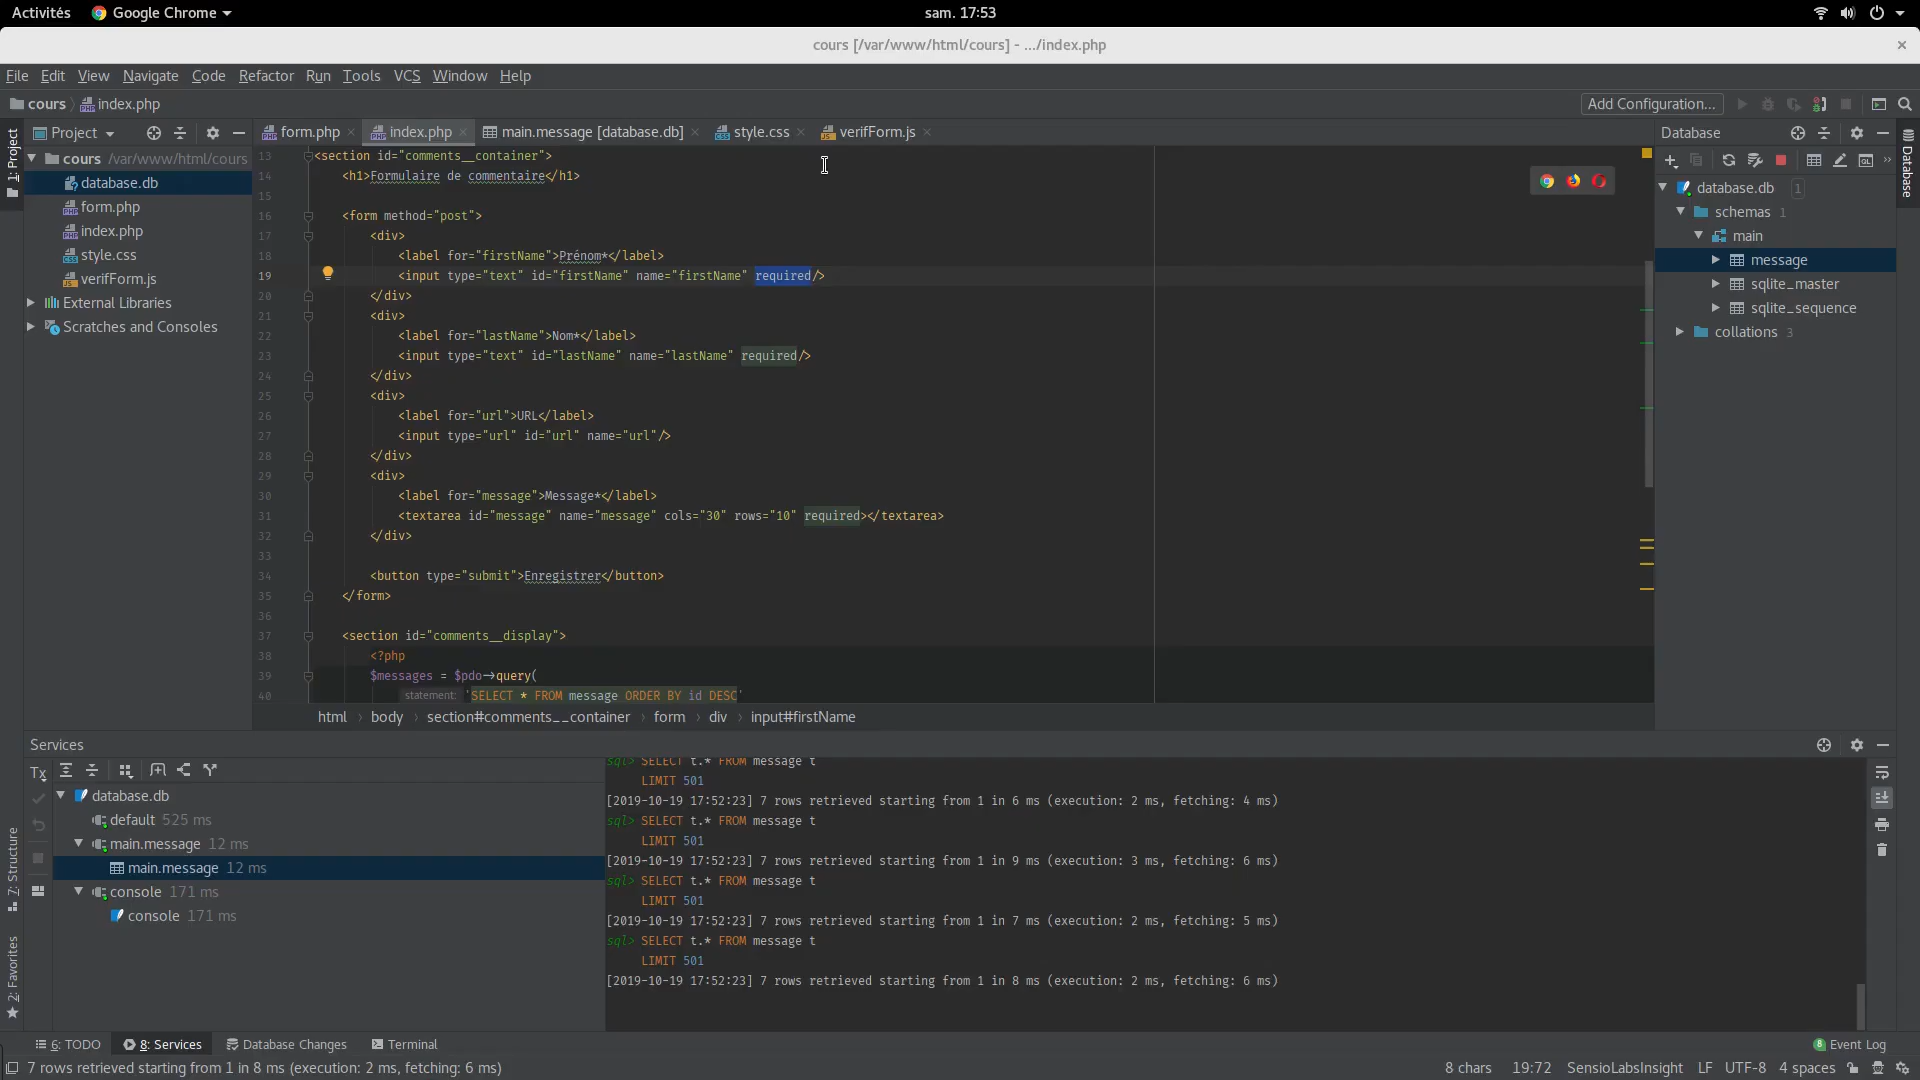 Activités Google Chrome sam. 17:53
cours [/var/www/html/cours] - .../index.php
File Edit View Navigate Code Refactor Run Tools VCS Window Help
cours index.php Add Configuration...
Project form.php index.php main.message [database.db] style.css verifForm.js Database
1: Project
cours /var/www/html/cours
database.db
form.php
index.php
style.css
verifForm.js
External Libraries
Scratches and Consoles
13 <section id="comments__container">
14 <h1>Formulaire de commentaire</h1>
15
16 <form method="post">
17 <div>
18 <label for="firstName">Prénom*</label>
19 <input type="text" id="firstName" name="firstName" required/>
20 </div>
21 <div>
22 <label for="lastName">Nom*</label>
23 <input type="text" id="lastName" name="lastName" required/>
24 </div>
25 <div>
26 <label for="url">URL</label>
27 <input type="url" id="url" name="url"/>
28 </div>
29 <div>
30 <label for="message">Message*</label>
31 <textarea id="message" name="message" cols="30" rows="10" required></textarea>
32 </div>
33
34 <button type="submit">Enregistrer</button>
35 </form>
36
37 <section id="comments__display">
38 <?php
39 $messages = $pdo->query(
40 statement: 'SELECT * FROM message ORDER BY id DESC'
html body section#comments__container form div input#firstName
database.db 1
schemas 1
main
message
sqlite_master
sqlite_sequence
collations 3
Database
Services
Tx
database.db
default 525 ms
main.message 12 ms
main.message 12 ms
console 171 ms
console 171 ms
sql> SELECT t.* FROM message t
LIMIT 501
[2019-10-19 17:52:23] 7 rows retrieved starting from 1 in 6 ms (execution: 2 ms, fetching: 4 ms)
sql> SELECT t.* FROM message t
LIMIT 501
[2019-10-19 17:52:23] 7 rows retrieved starting from 1 in 9 ms (execution: 3 ms, fetching: 6 ms)
sql> SELECT t.* FROM message t
LIMIT 501
[2019-10-19 17:52:23] 7 rows retrieved starting from 1 in 7 ms (execution: 2 ms, fetching: 5 ms)
sql> SELECT t.* FROM message t
LIMIT 501
[2019-10-19 17:52:23] 7 rows retrieved starting from 1 in 8 ms (execution: 2 ms, fetching: 6 ms)
7: Structure
2: Favorites
6: TODO 8: Services Database Changes Terminal 8 Event Log
7 rows retrieved starting from 1 in 8 ms (execution: 2 ms, fetching: 6 ms) 8 chars 19:72 SensioLabsInsight LF UTF-8 4 spaces